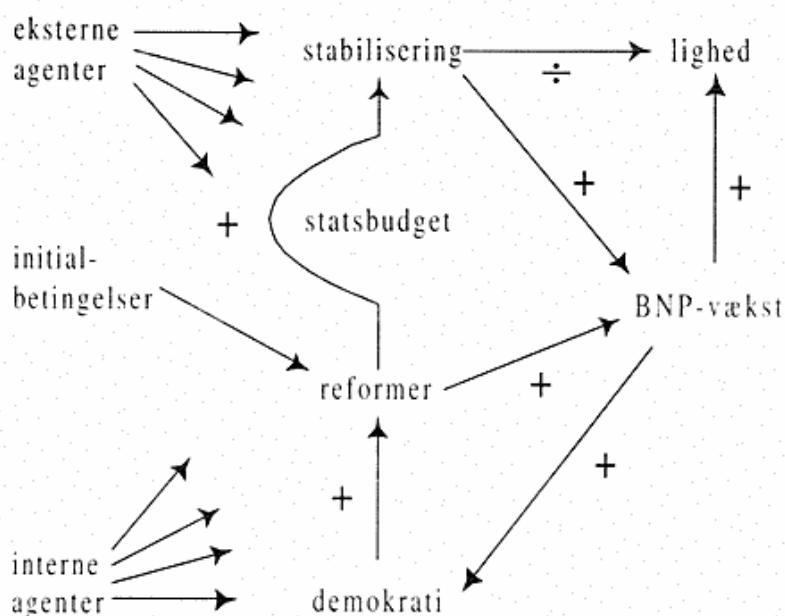 eksterne
agenter
stabilisering
÷
lighed
+
+
+
statsbudget
initial-
betingelser
BNP-vækst
reformer
+
+
+
interne
agenter
demokrati